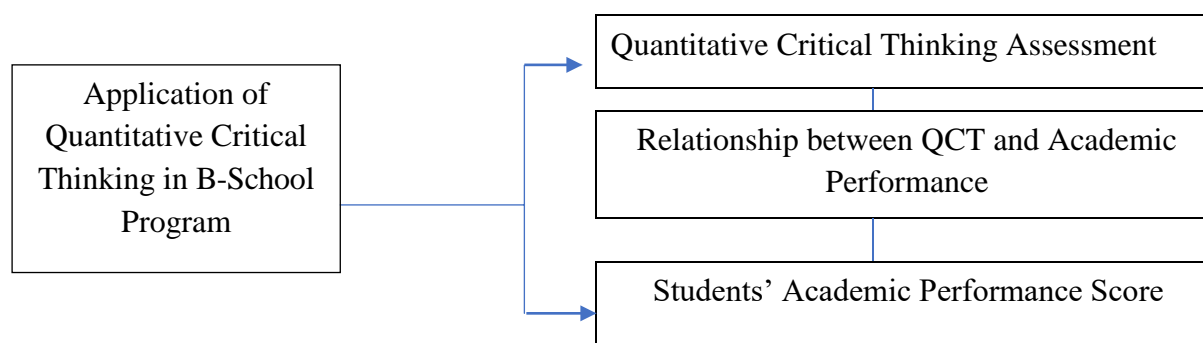 Application of
Quantitative Critical
Thinking in B-School
Program
Quantitative Critical Thinking Assessment
Relationship between QCT and Academic
Performance
Students’ Academic Performance Score